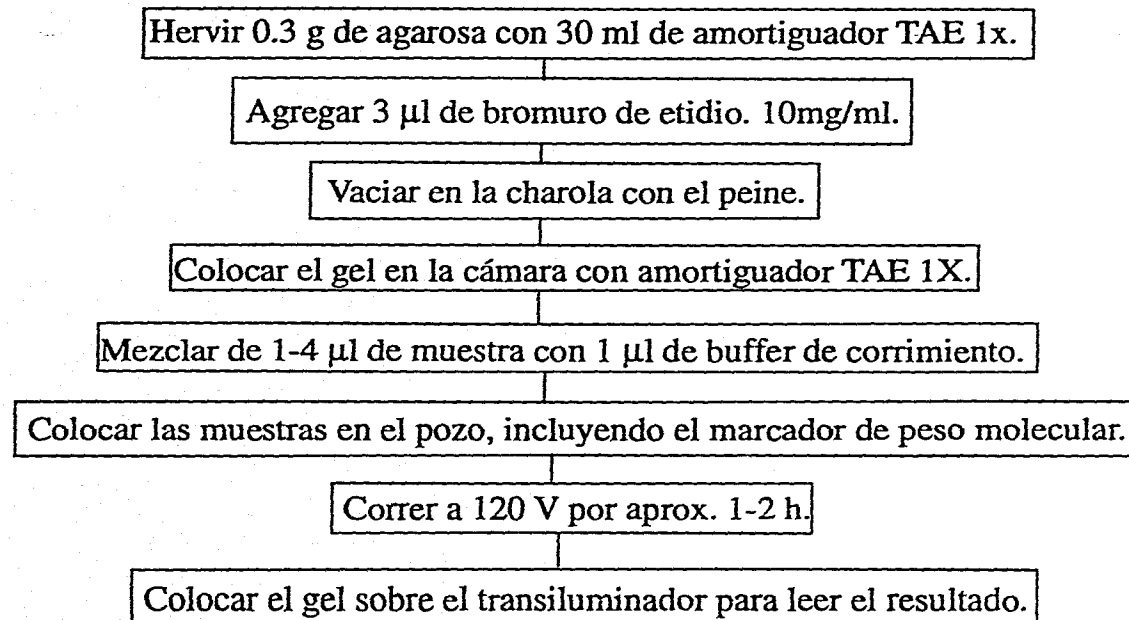 Hervir 0.3 g de agarosa con 30 ml de amortiguador TAE 1x.
Agregar 3 µl de bromuro de etidio. 10mg/ml.
Vaciar en la charola con el peine.
Colocar el gel en la cámara con amortiguador TAE 1X.
Mezclar de 1-4 µl de muestra con 1 µl de buffer de corrimiento.
Colocar las muestras en el pozo, incluyendo el marcador de peso molecular.
Correr a 120 V por aprox. 1-2 h.
Colocar el gel sobre el transiluminador para leer el resultado.